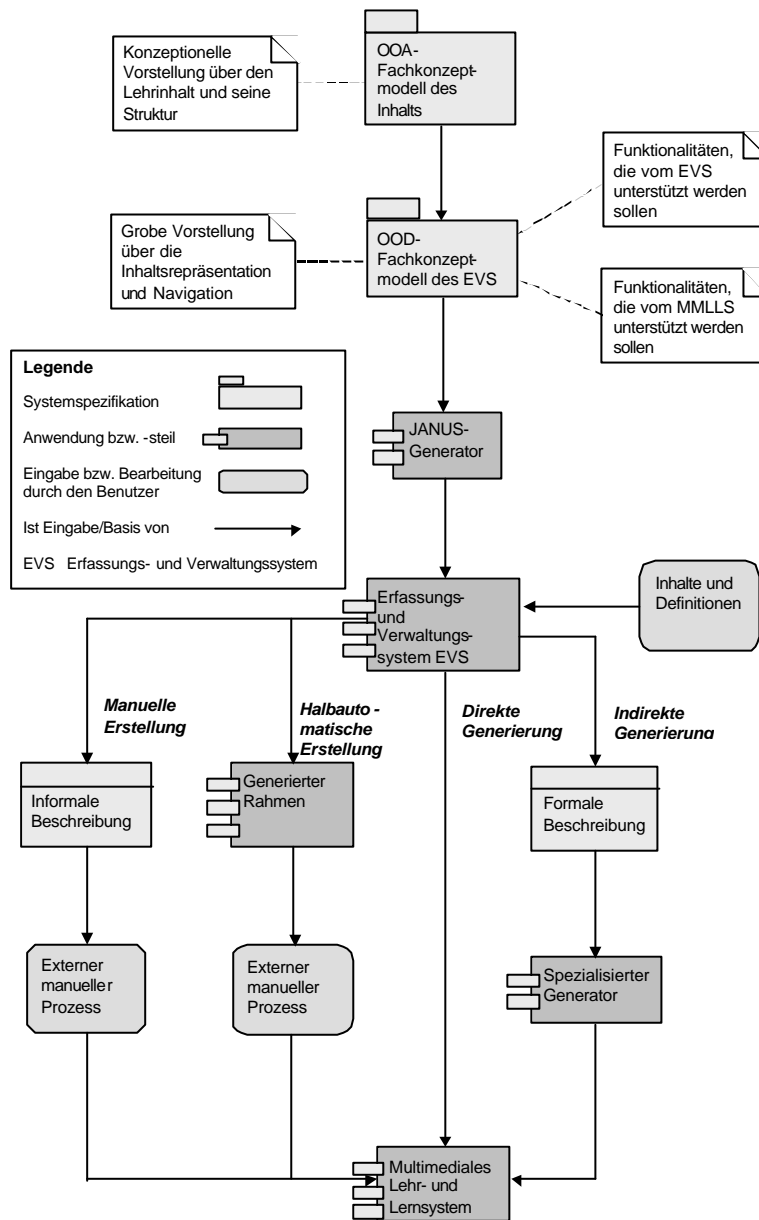 Konzeptionelle
Vorstellung über den
Lehrinhalt und seine
Struktur
OOA-
Fachkonzept-
modell des
Inhalts
Funktionalitäten,
die vom EVS
unterstützt werden
sollen
Grobe Vorstellung
über die
Inhaltsrepräsentation
und Navigation
OOD-
Fachkonzept-
modell des EVS
Funktionalitäten,
die vom MMLLS
unterstützt werden
sollen
Legende
Systemspezifikation
Anwendung bzw. -steil
Eingabe bzw. Bearbeitung
durch den Benutzer
Ist Eingabe/Basis von
EVS Erfassungs- und Verwaltungssystem
JANUS-
Generator
Erfassungs-
und
Verwaltungs-
system EVS
Inhalte und
Definitionen
Manuelle
Erstellung
Halbauto -
matische
Erstellung
Direkte
Generierung
Indirekte
Generierung
Informale
Beschreibung
Generierter
Rahmen
Formale
Beschreibung
Externer
manueller
Prozess
Externer
manueller
Prozess
Spezialisierter
Generator
Multimediales
Lehr- und
Lernsystem